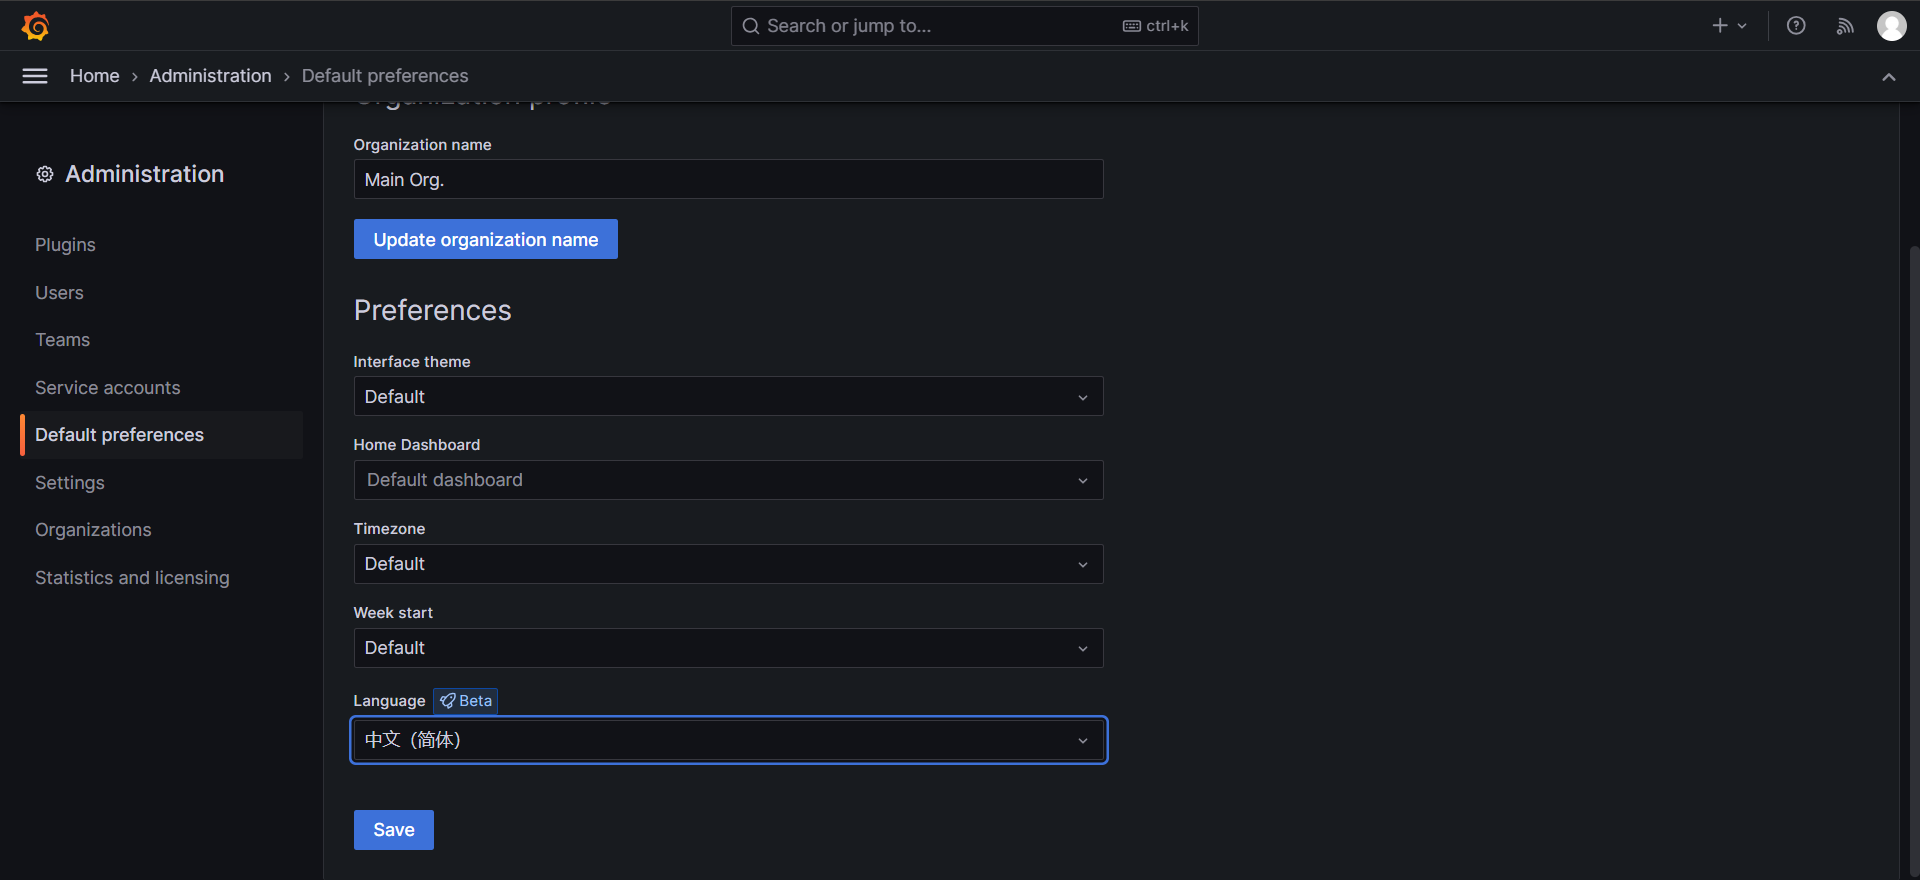 Search or jump to...
ctrl+k
Home › Administration › Default preferences
Administration
Plugins
Users
Teams
Service accounts
Default preferences
Settings
Organizations
Statistics and licensing
Organization profile
Organization name
Main Org.
Update organization name
Preferences
Interface theme
Default
Home Dashboard
Default dashboard
Timezone
Default
Week start
Default
Language Beta
中文（简体）
Save